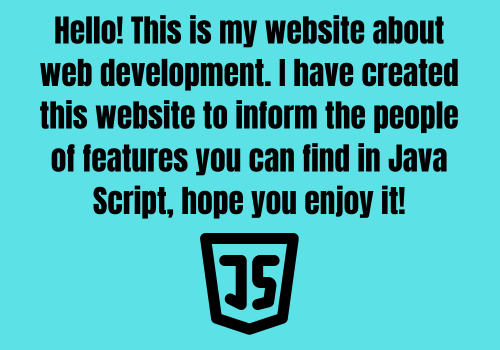 Hello! This is my website about
web development. I have created
this website to inform the people
of features you can find in Java
Script, hope you enjoy it!
JS